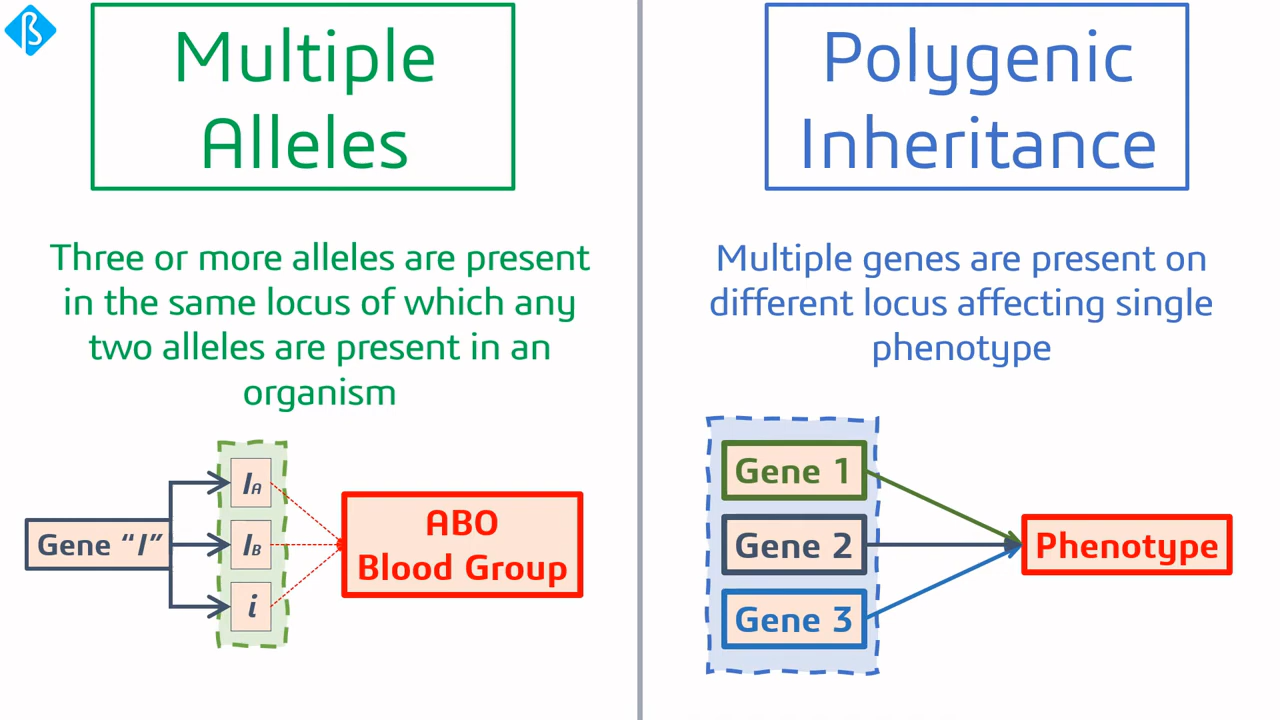 ß
Multiple
Alleles
Three or more alleles are present
in the same locus of which any
two alleles are present in an
organism
Gene “I”
IA
IB
i
ABO
Blood Group
Polygenic
Inheritance
Multiple genes are present on
different locus affecting single
phenotype
Gene 1
Gene 2
Gene 3
Phenotype